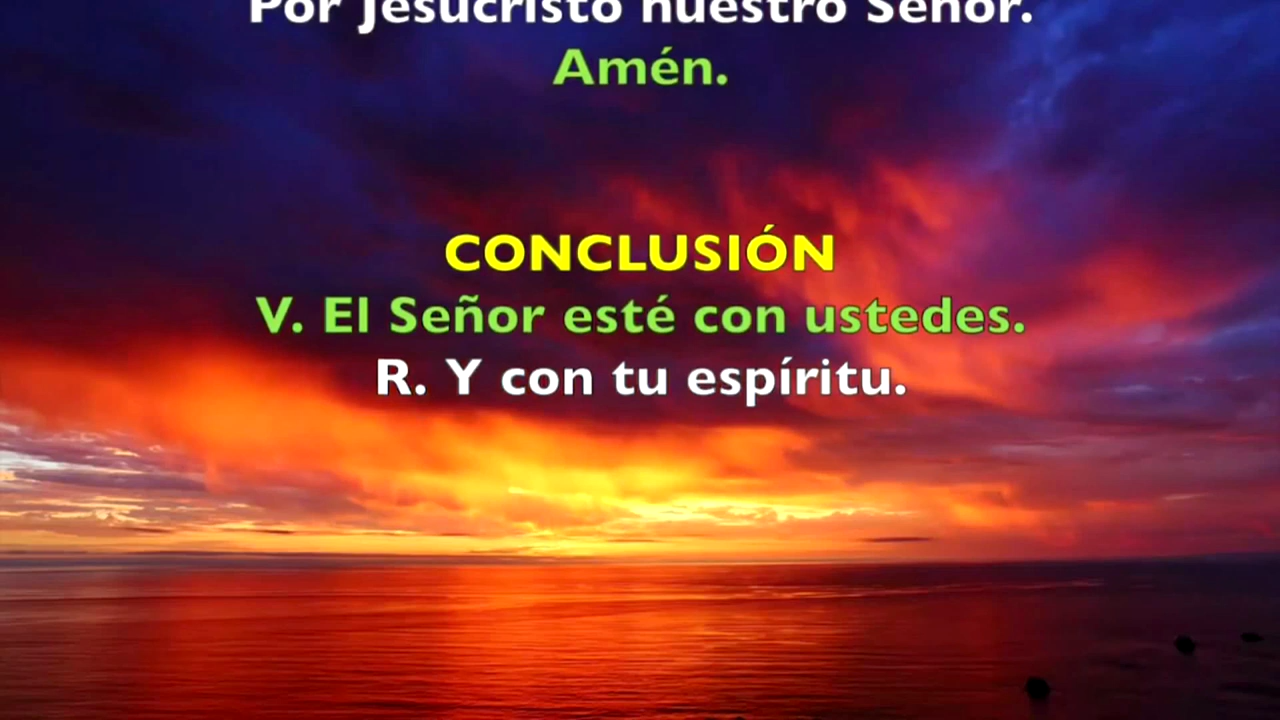 Por Jesucristo nuestro Señor.
Amén.
CONCLUSIÓN
V. El Señor esté con ustedes.
R. Y con tu espíritu.